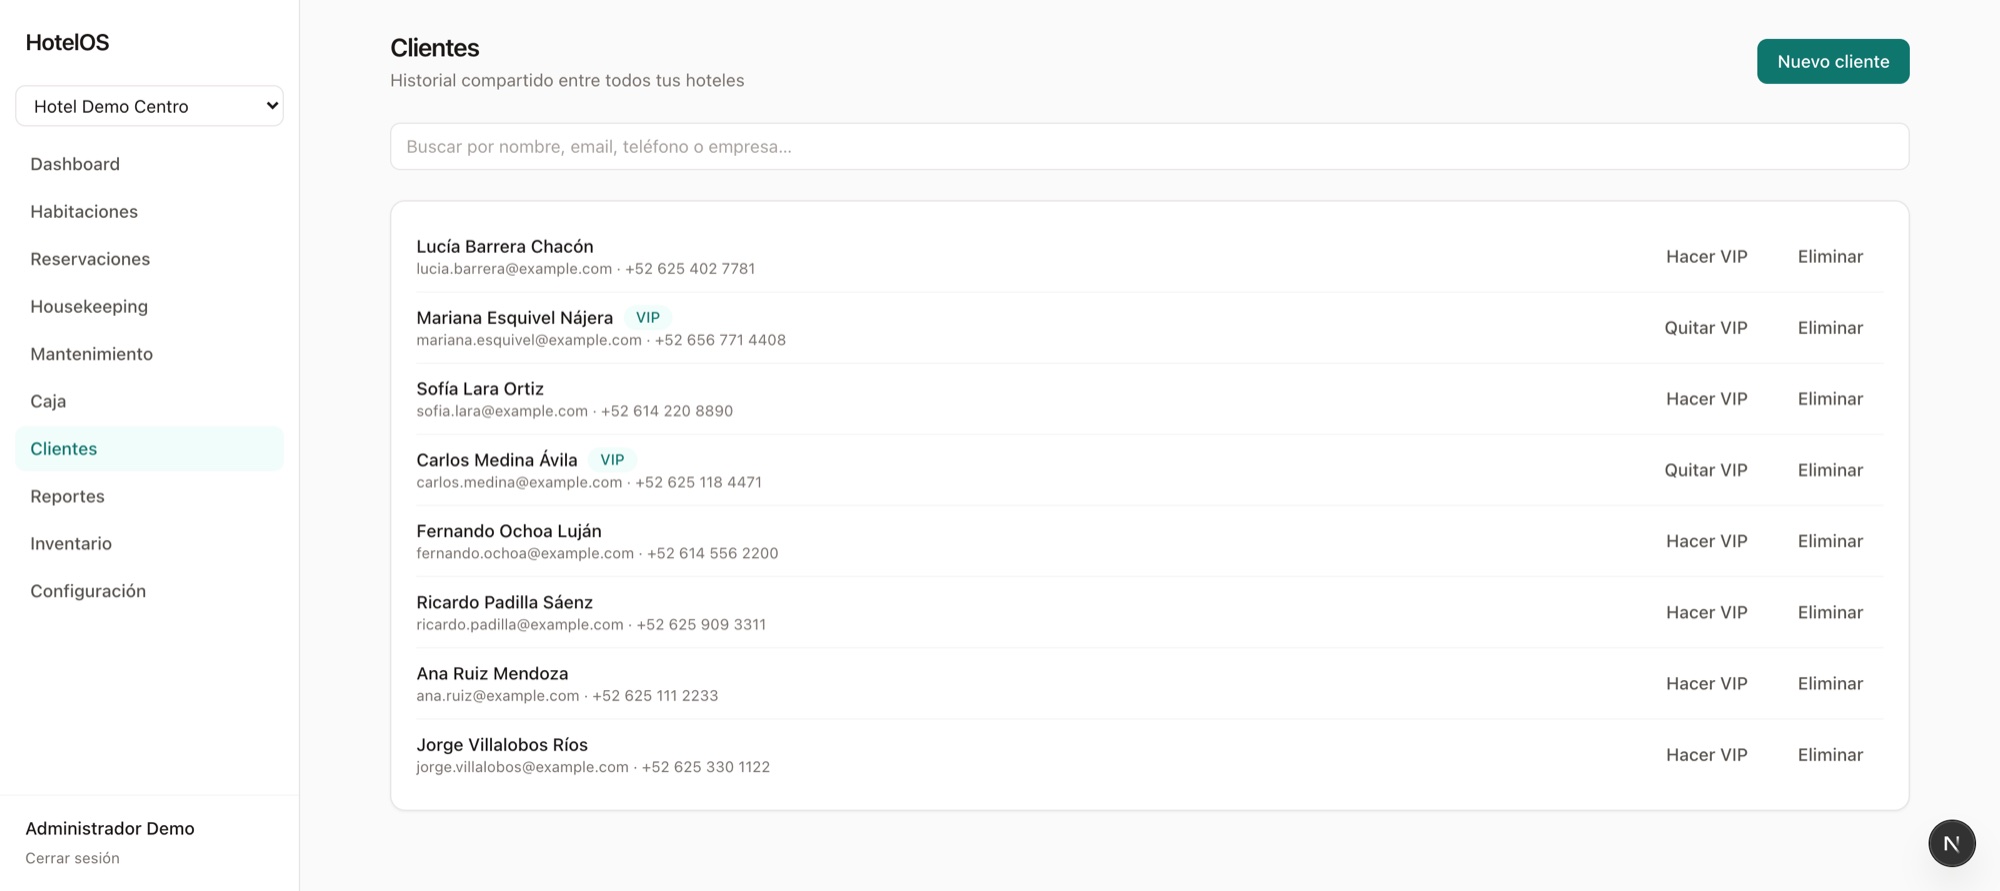 HotelOS
Hotel Demo Centro
Dashboard
Habitaciones
Reservaciones
Housekeeping
Mantenimiento
Caja
Clientes
Reportes
Inventario
Configuración
Administrador Demo
Cerrar sesión
Clientes
Historial compartido entre todos tus hoteles
Nuevo cliente
Buscar por nombre, email, teléfono o empresa...
Lucía Barrera Chacón
lucia.barrera@example.com · +52 625 402 7781
Hacer VIP Eliminar
Mariana Esquivel Nájera VIP
mariana.esquivel@example.com · +52 656 771 4408
Quitar VIP Eliminar
Sofía Lara Ortiz
sofia.lara@example.com · +52 614 220 8890
Hacer VIP Eliminar
Carlos Medina Ávila VIP
carlos.medina@example.com · +52 625 118 4471
Quitar VIP Eliminar
Fernando Ochoa Luján
fernando.ochoa@example.com · +52 614 556 2200
Hacer VIP Eliminar
Ricardo Padilla Sáenz
ricardo.padilla@example.com · +52 625 909 3311
Hacer VIP Eliminar
Ana Ruiz Mendoza
ana.ruiz@example.com · +52 625 111 2233
Hacer VIP Eliminar
Jorge Villalobos Ríos
jorge.villalobos@example.com · +52 625 330 1122
Hacer VIP Eliminar
N